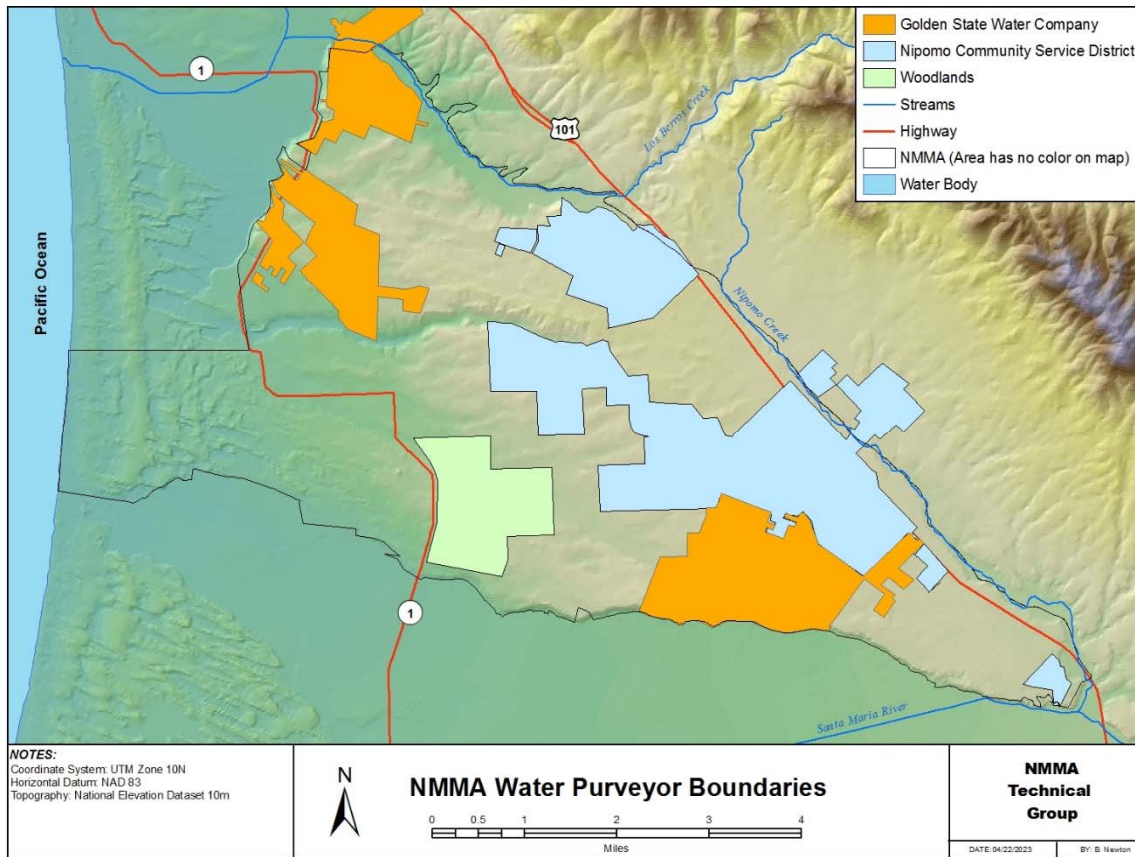 Golden State Water Company
Nipomo Community Service District
Woodlands
Streams
Highway
NMMA (Area has no color on map)
Water Body
1
101
Los Berros Creek
Pacific Ocean
Nipomo Creek
1
Santa Maria River
NOTES:
Coordinate System: UTM Zone 10N
Horizontal Datum: NAD 83
Topography: National Elevation Dataset 10m
N
NMMA Water Purveyor Boundaries
0 0.5 1 2 3 4
Miles
NMMA
Technical
Group
DATE: 04/22/2023 BY: B. Newton